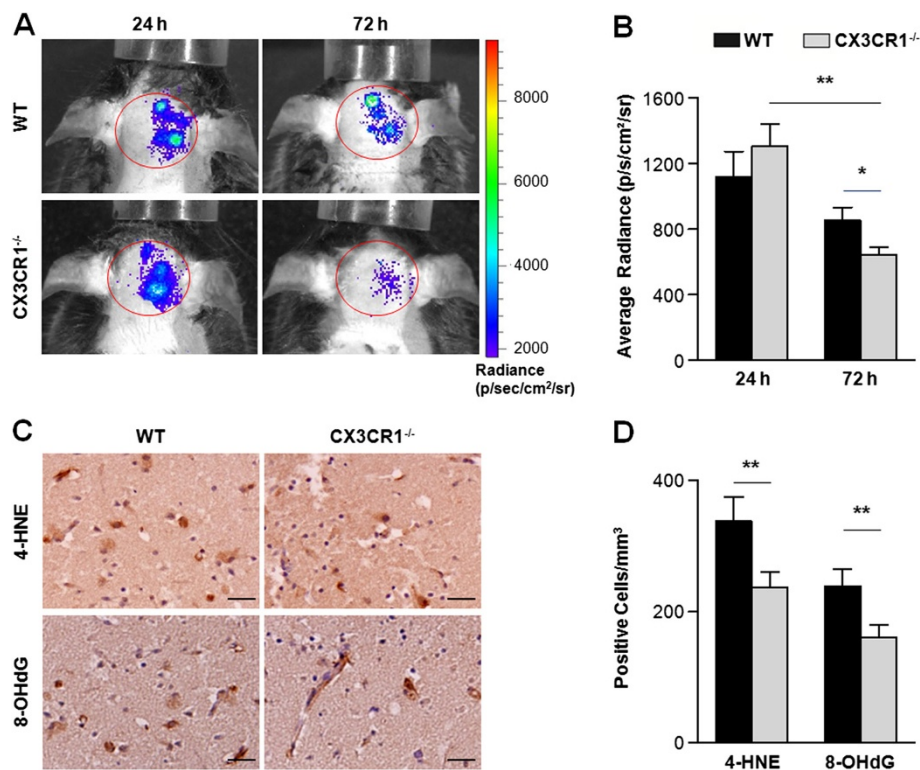 A
24 h
72 h
WT
CX3CR1⁻/⁻
8000
6000
4000
2000
Radiance
(p/sec/cm²/sr)
B
WT
CX3CR1⁻/⁻
**
*
Average Radiance (p/s/cm²/sr)
1600
1200
800
400
0
24 h
72 h
C
WT
CX3CR1⁻/⁻
4-HNE
8-OHdG
D
**
**
Positive Cells/mm³
400
200
0
4-HNE
8-OHdG